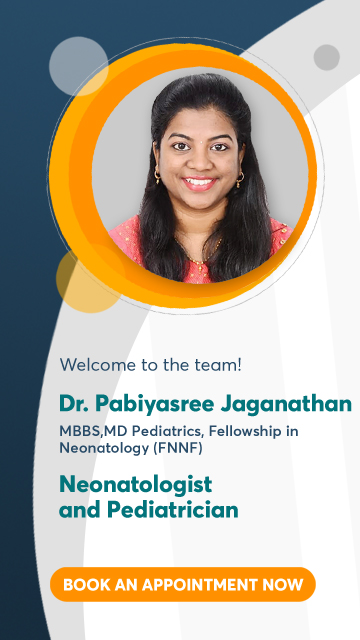 Welcome to the team!
Dr. Pabiyasree Jaganathan
MBBS,MD Pediatrics, Fellowship in
Neonatology (FNNF)
Neonatologist
and Pediatrician
BOOK AN APPOINTMENT NOW